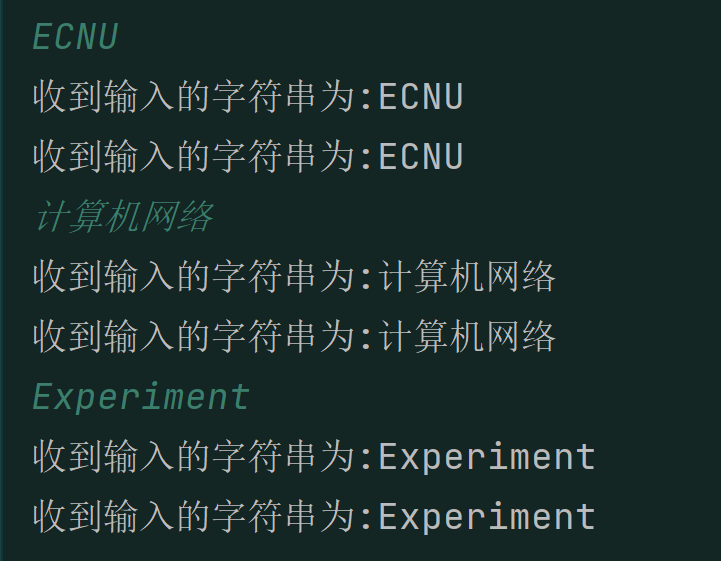 ECNU
收到输入的字符串为:ECNU
收到输入的字符串为:ECNU
计算机网络
收到输入的字符串为:计算机网络
收到输入的字符串为:计算机网络
Experiment
收到输入的字符串为:Experiment
收到输入的字符串为:Experiment